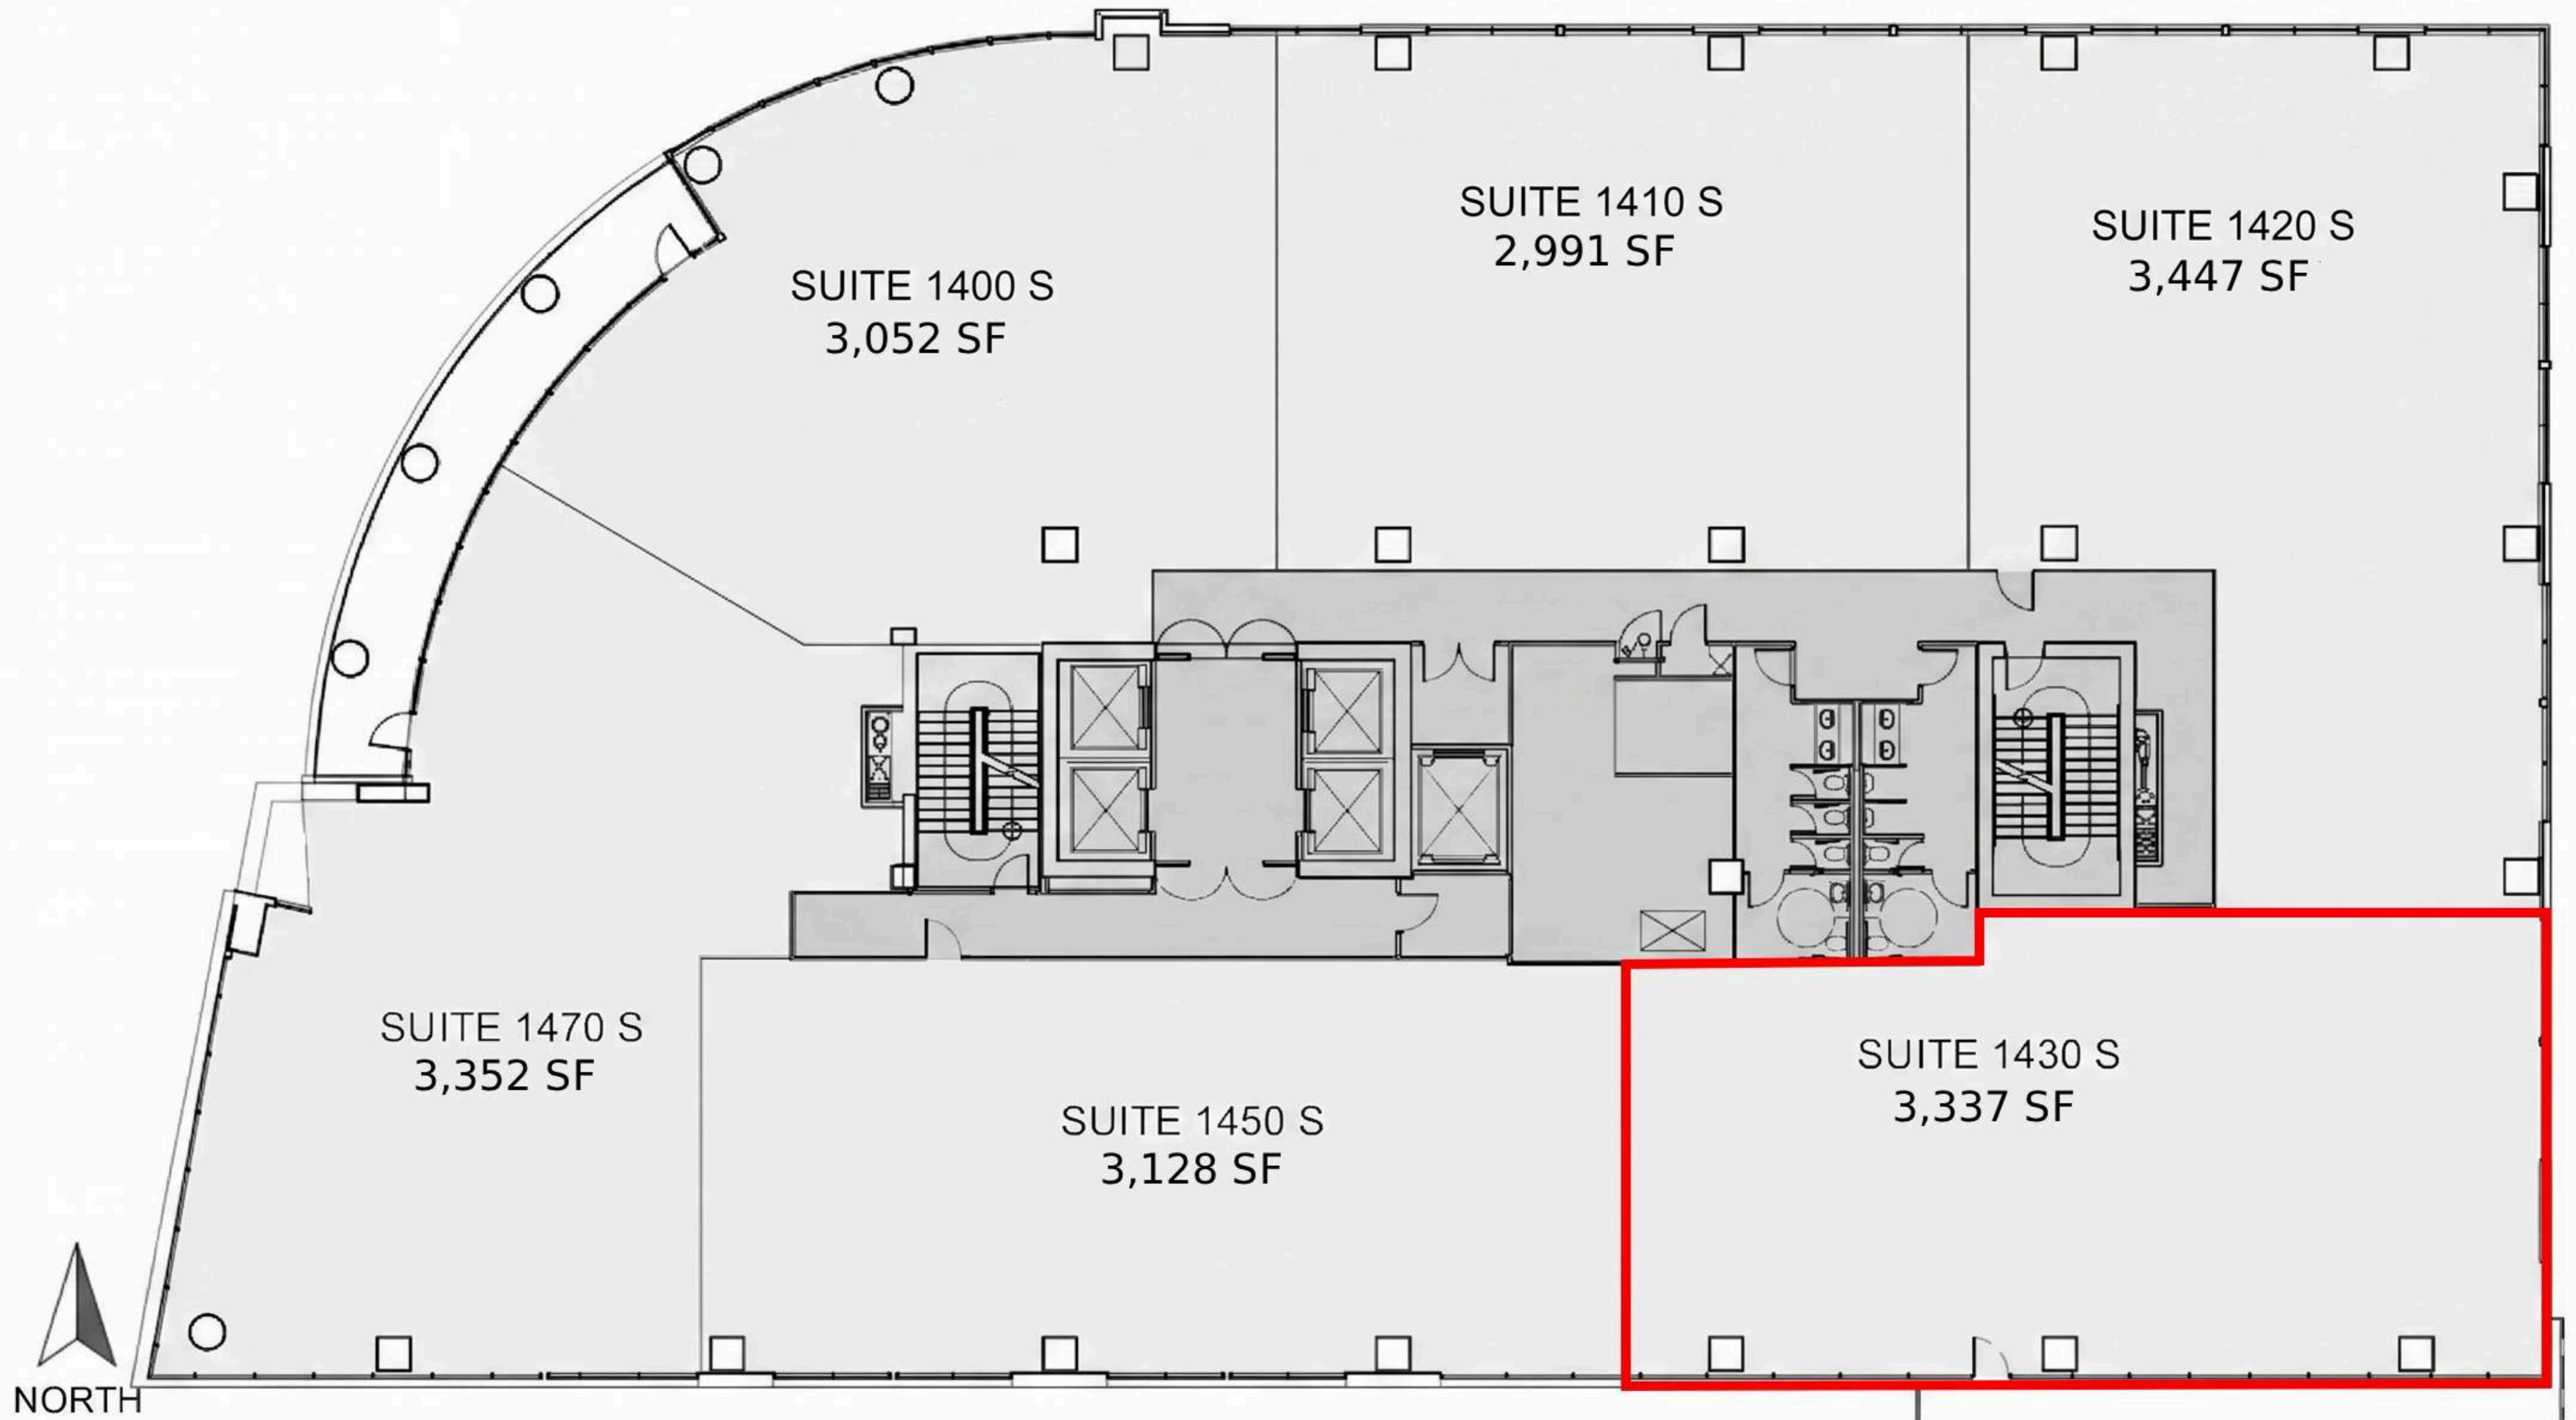 SUITE 1400 S
3,052 SF
SUITE 1410 S
2,991 SF
SUITE 1420 S
3,447 SF
SUITE 1470 S
3,352 SF
SUITE 1450 S
3,128 SF
SUITE 1430 S
3,337 SF
NORTH